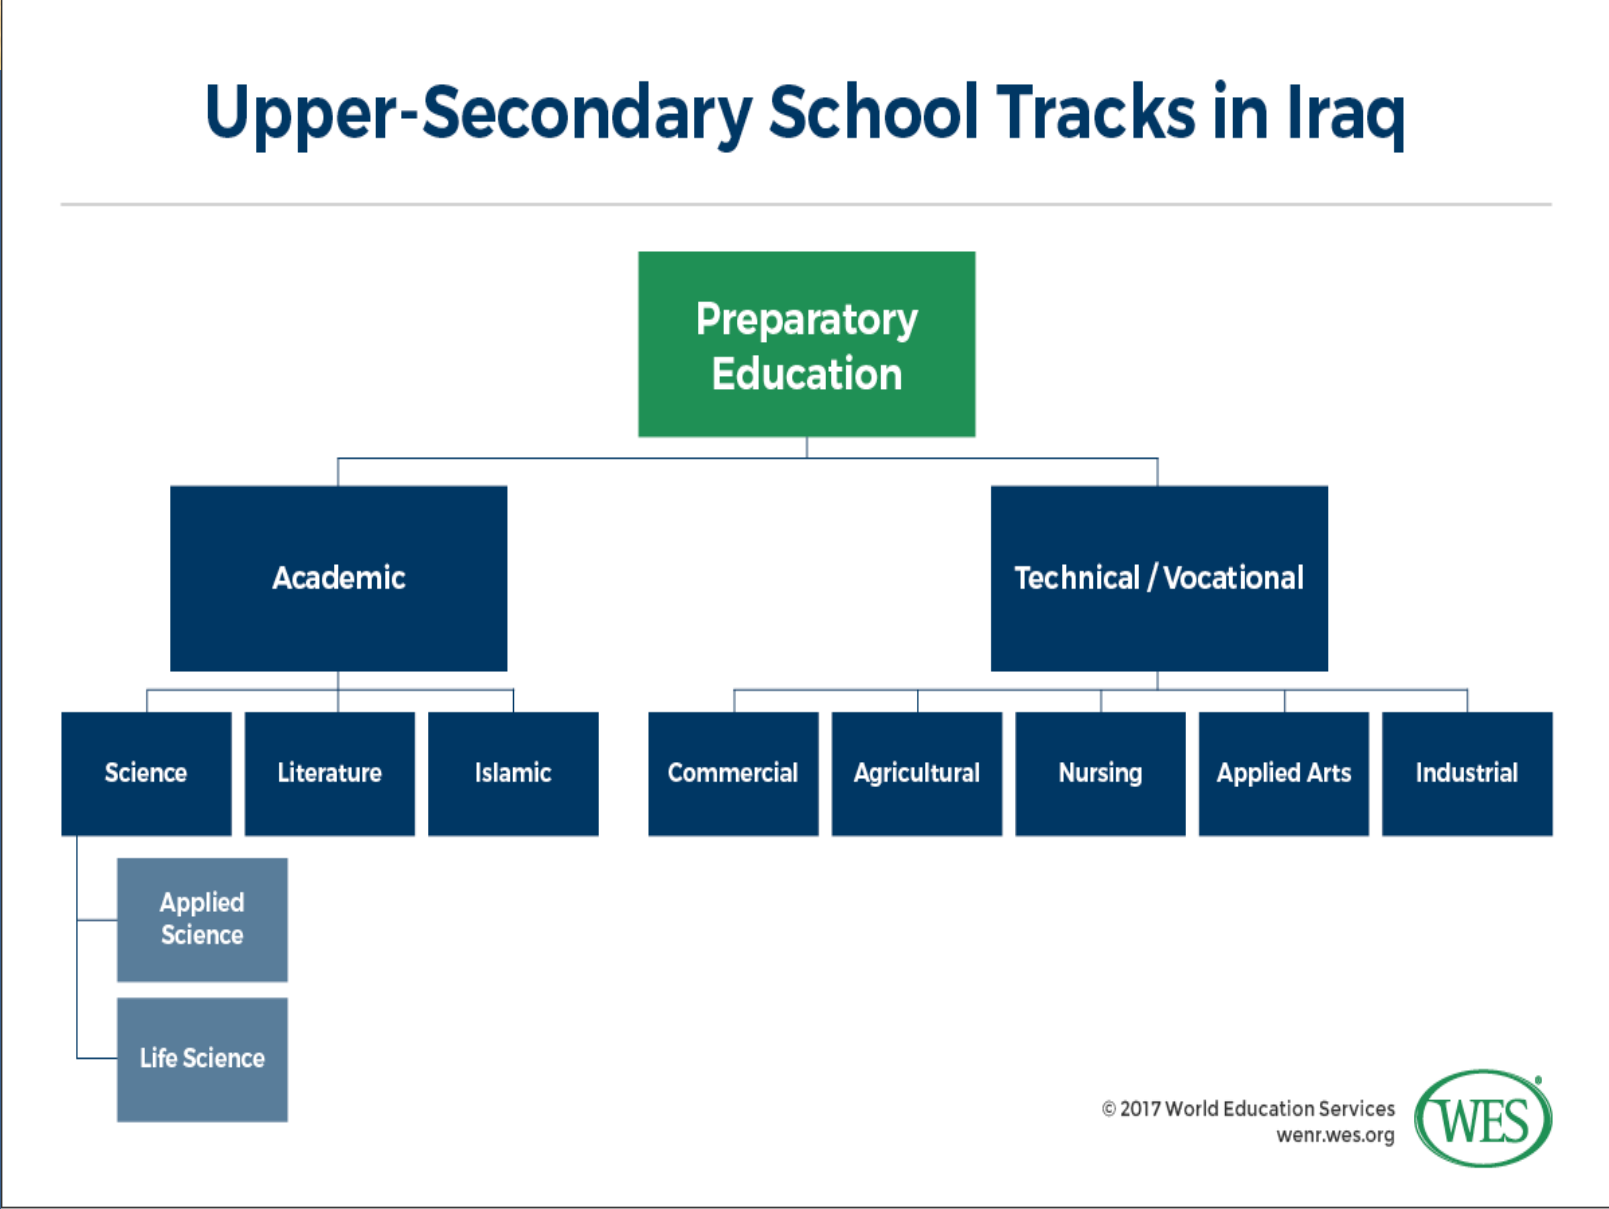 Upper-Secondary School Tracks in Iraq
Preparatory
Education
Academic
Technical / Vocational
Science
Literature
Islamic
Commercial
Agricultural
Nursing
Applied Arts
Industrial
Applied
Science
Life Science
© 2017 World Education Services
wenr.wes.org
WES